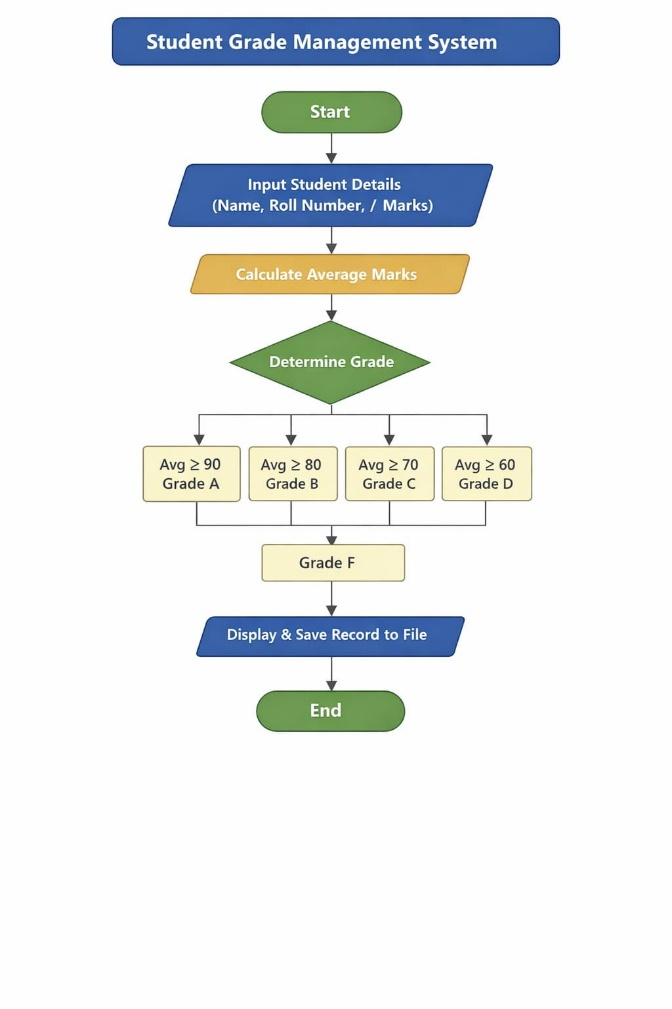 Student Grade Management System
Start
Input Student Details
(Name, Roll Number, / Marks)
Calculate Average Marks
Determine Grade
Avg ≥ 90
Grade A
Avg ≥ 80
Grade B
Avg ≥ 70
Grade C
Avg ≥ 60
Grade D
Grade F
Display & Save Record to File
End